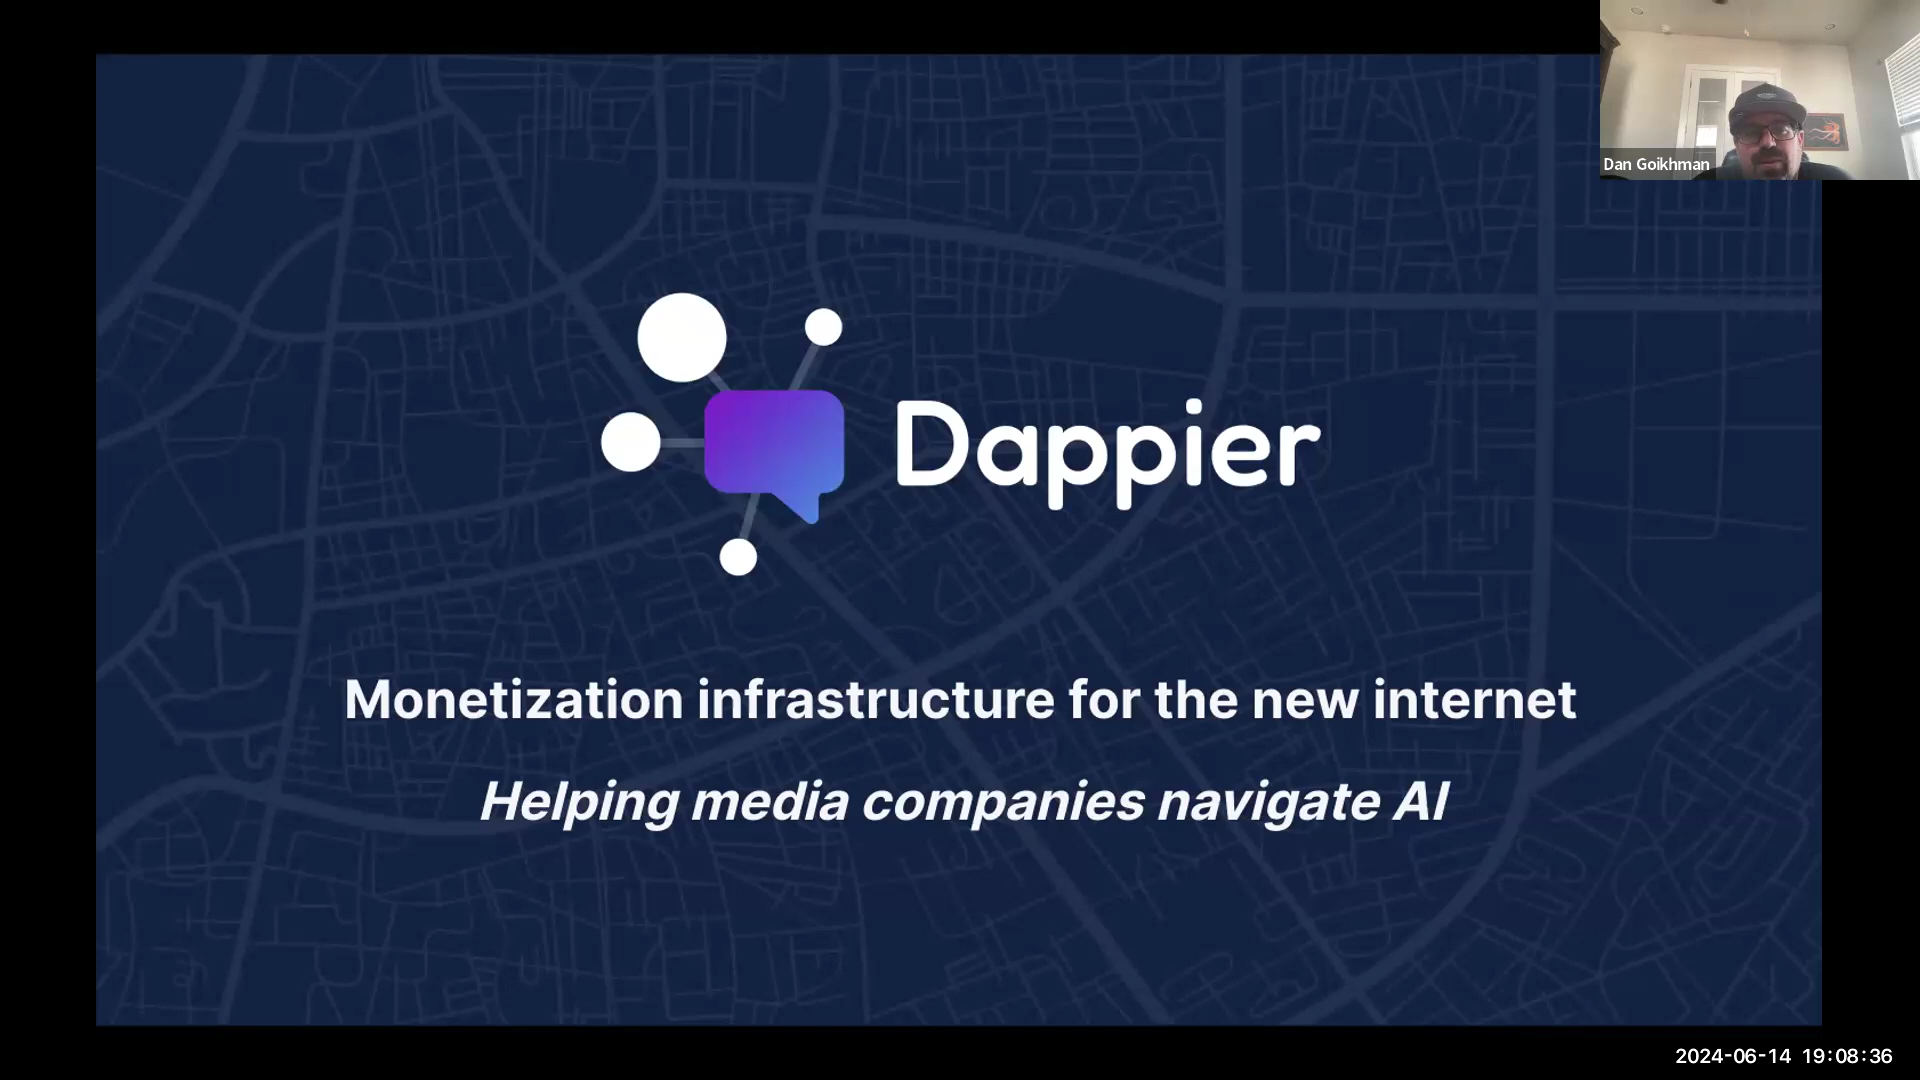 Dan Goikhman
Dappier
Monetization infrastructure for the new internet
Helping media companies navigate AI
2024-06-14 19:08:36